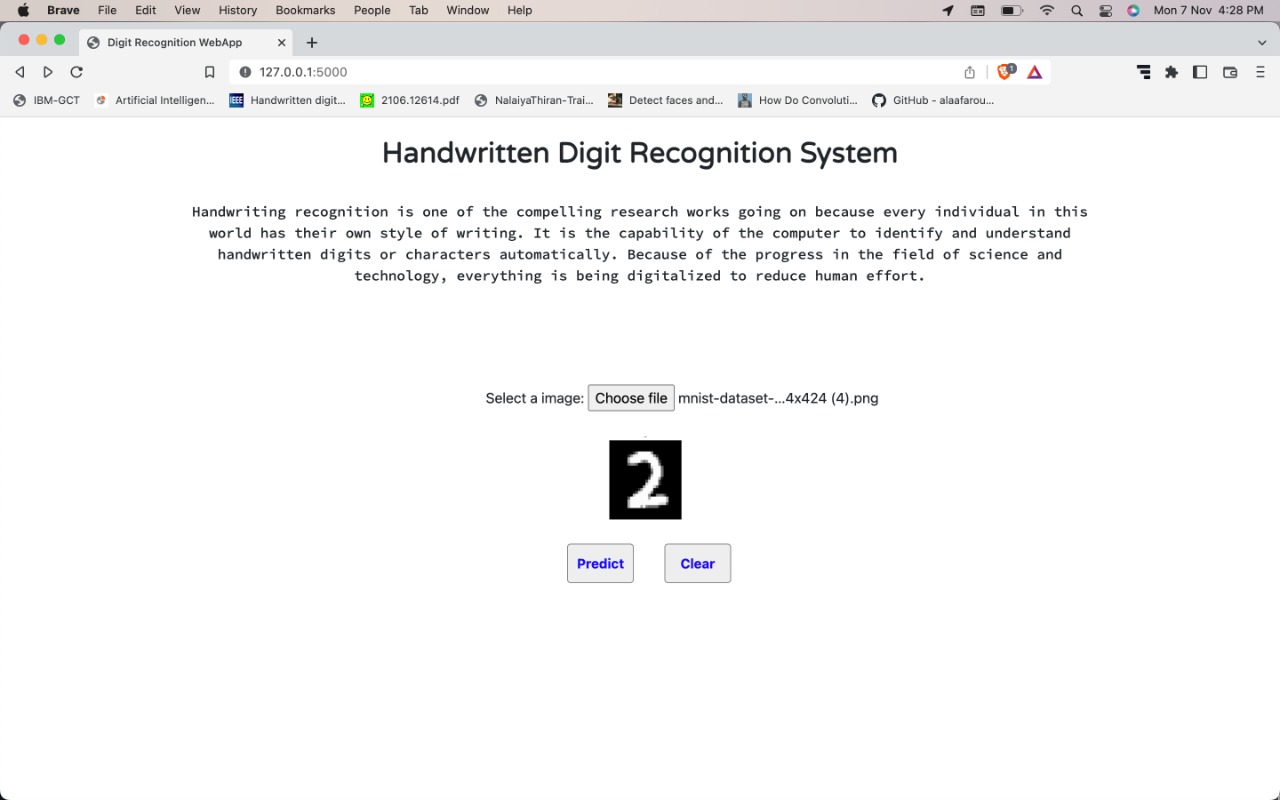 Brave File Edit View History Bookmarks People Tab Window Help Mon 7 Nov 4:28 PM
Digit Recognition WebApp
127.0.0.1:5000 1
IBM-GCT Artificial Intelligen... IEEE Handwritten digit... 2106.12614.pdf NalaiyaThiran-Trai... Detect faces and... How Do Convoluti... GitHub - alaafarou...
Handwritten Digit Recognition System
Handwriting recognition is one of the compelling research works going on because every individual in this
world has their own style of writing. It is the capability of the computer to identify and understand
handwritten digits or characters automatically. Because of the progress in the field of science and
technology, everything is being digitalized to reduce human effort.
Select a image: Choose file mnist-dataset-...4x424 (4).png
2
Predict Clear